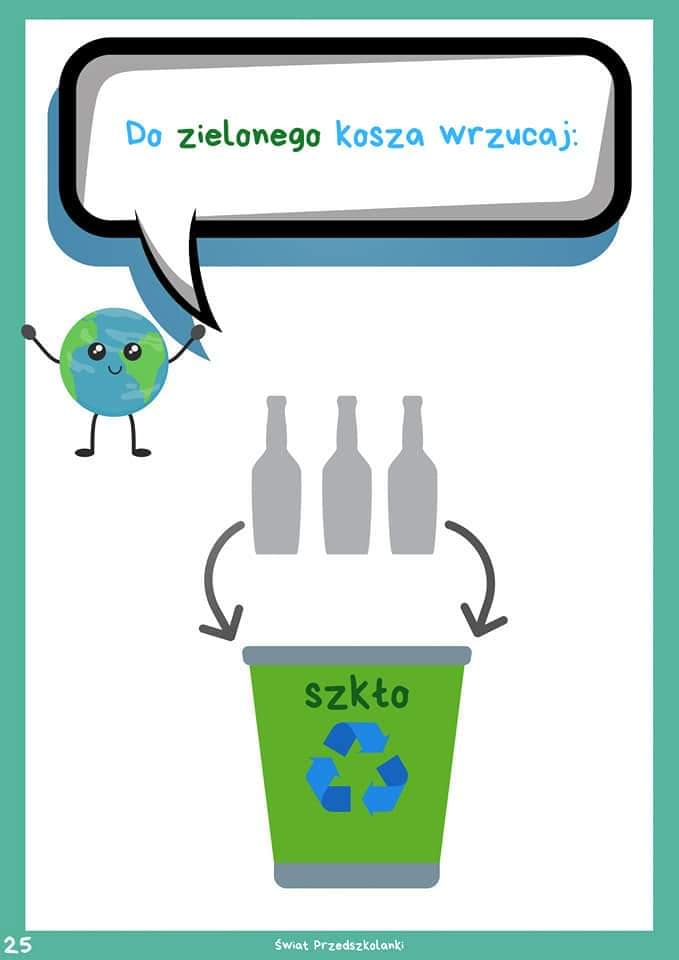 Do zielonego kosza wrzucaj:
szkło
25
Świat Przedszkolanki